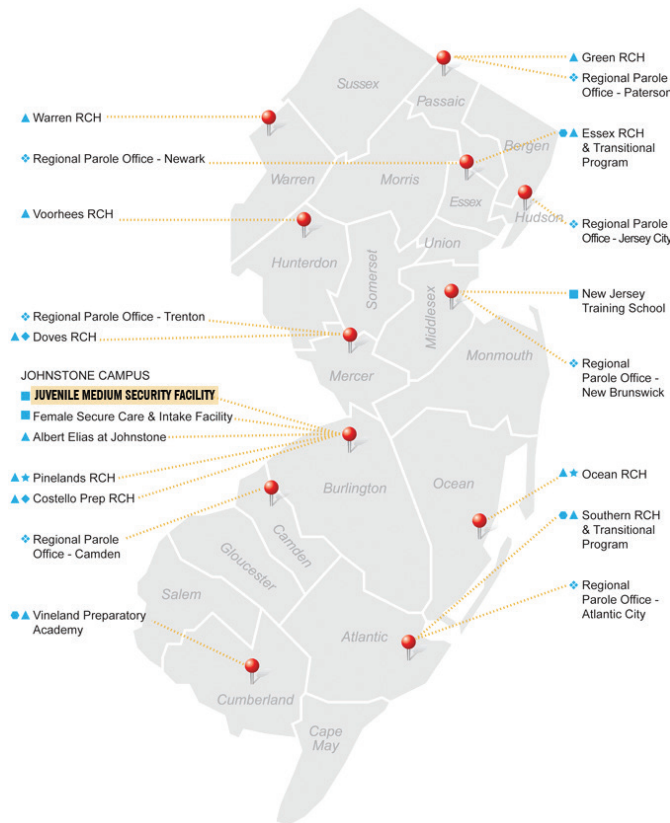 Green RCH
Regional Parole
Office - Paterson
Sussex
Passaic
Warren RCH
Essex RCH
& Transitional
Program
Bergen
Regional Parole Office - Newark
Warren
Morris
Essex
Voorhees RCH
Hudson
Regional Parole
Office - Jersey City
Union
Hunterdon
Somerset
Middlesex
New Jersey
Training School
Regional Parole Office - Trenton
Doves RCH
Monmouth
Mercer
Regional
Parole Office -
New Brunswick
JOHNSTONE CAMPUS
JUVENILE MEDIUM SECURITY FACILITY
Female Secure Care & Intake Facility
Albert Elias at Johnstone
Pinelands RCH
Costello Prep RCH
Burlington
Ocean
Ocean RCH
Regional Parole
Office - Camden
Camden
Gloucester
Southern RCH
& Transitional
Program
Salem
Regional
Parole Office -
Atlantic City
Vineland Preparatory
Academy
Atlantic
Cumberland
Cape
May